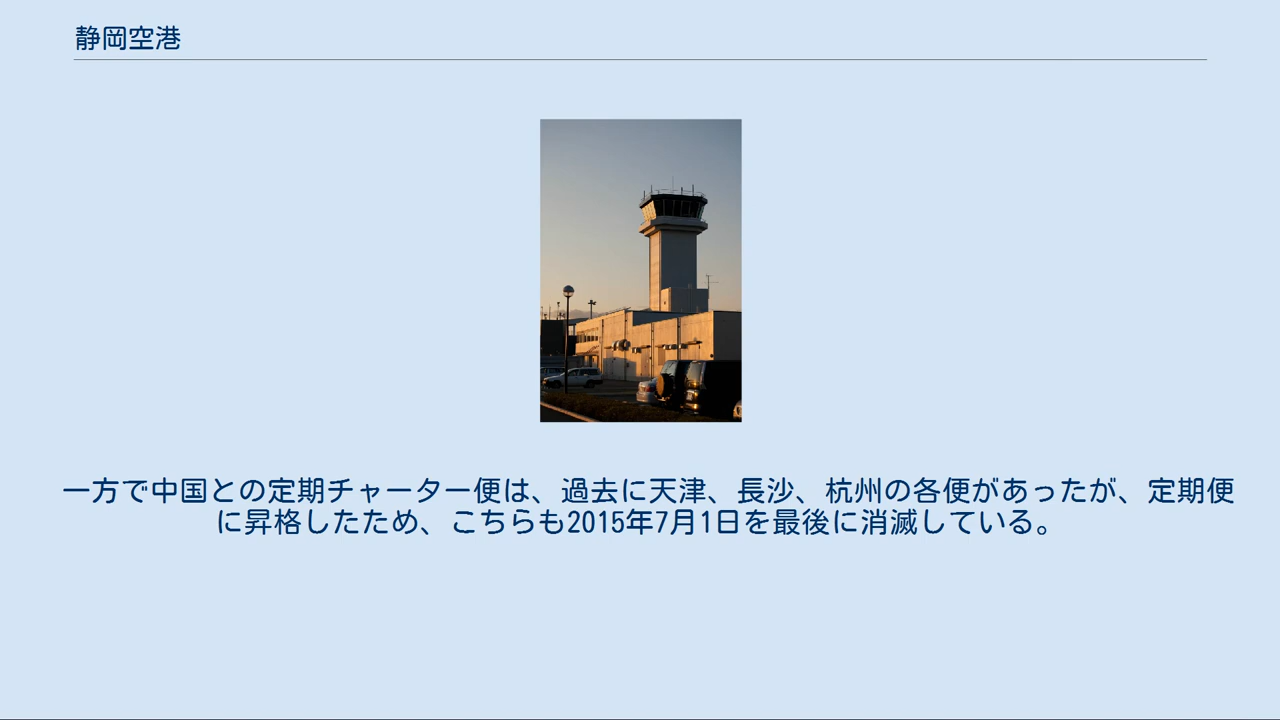 静岡空港
一方で中国との定期チャーター便は、過去に天津、長沙、杭州の各便があったが、定期便
に昇格したため、こちらも2015年7月1日を最後に消滅している。